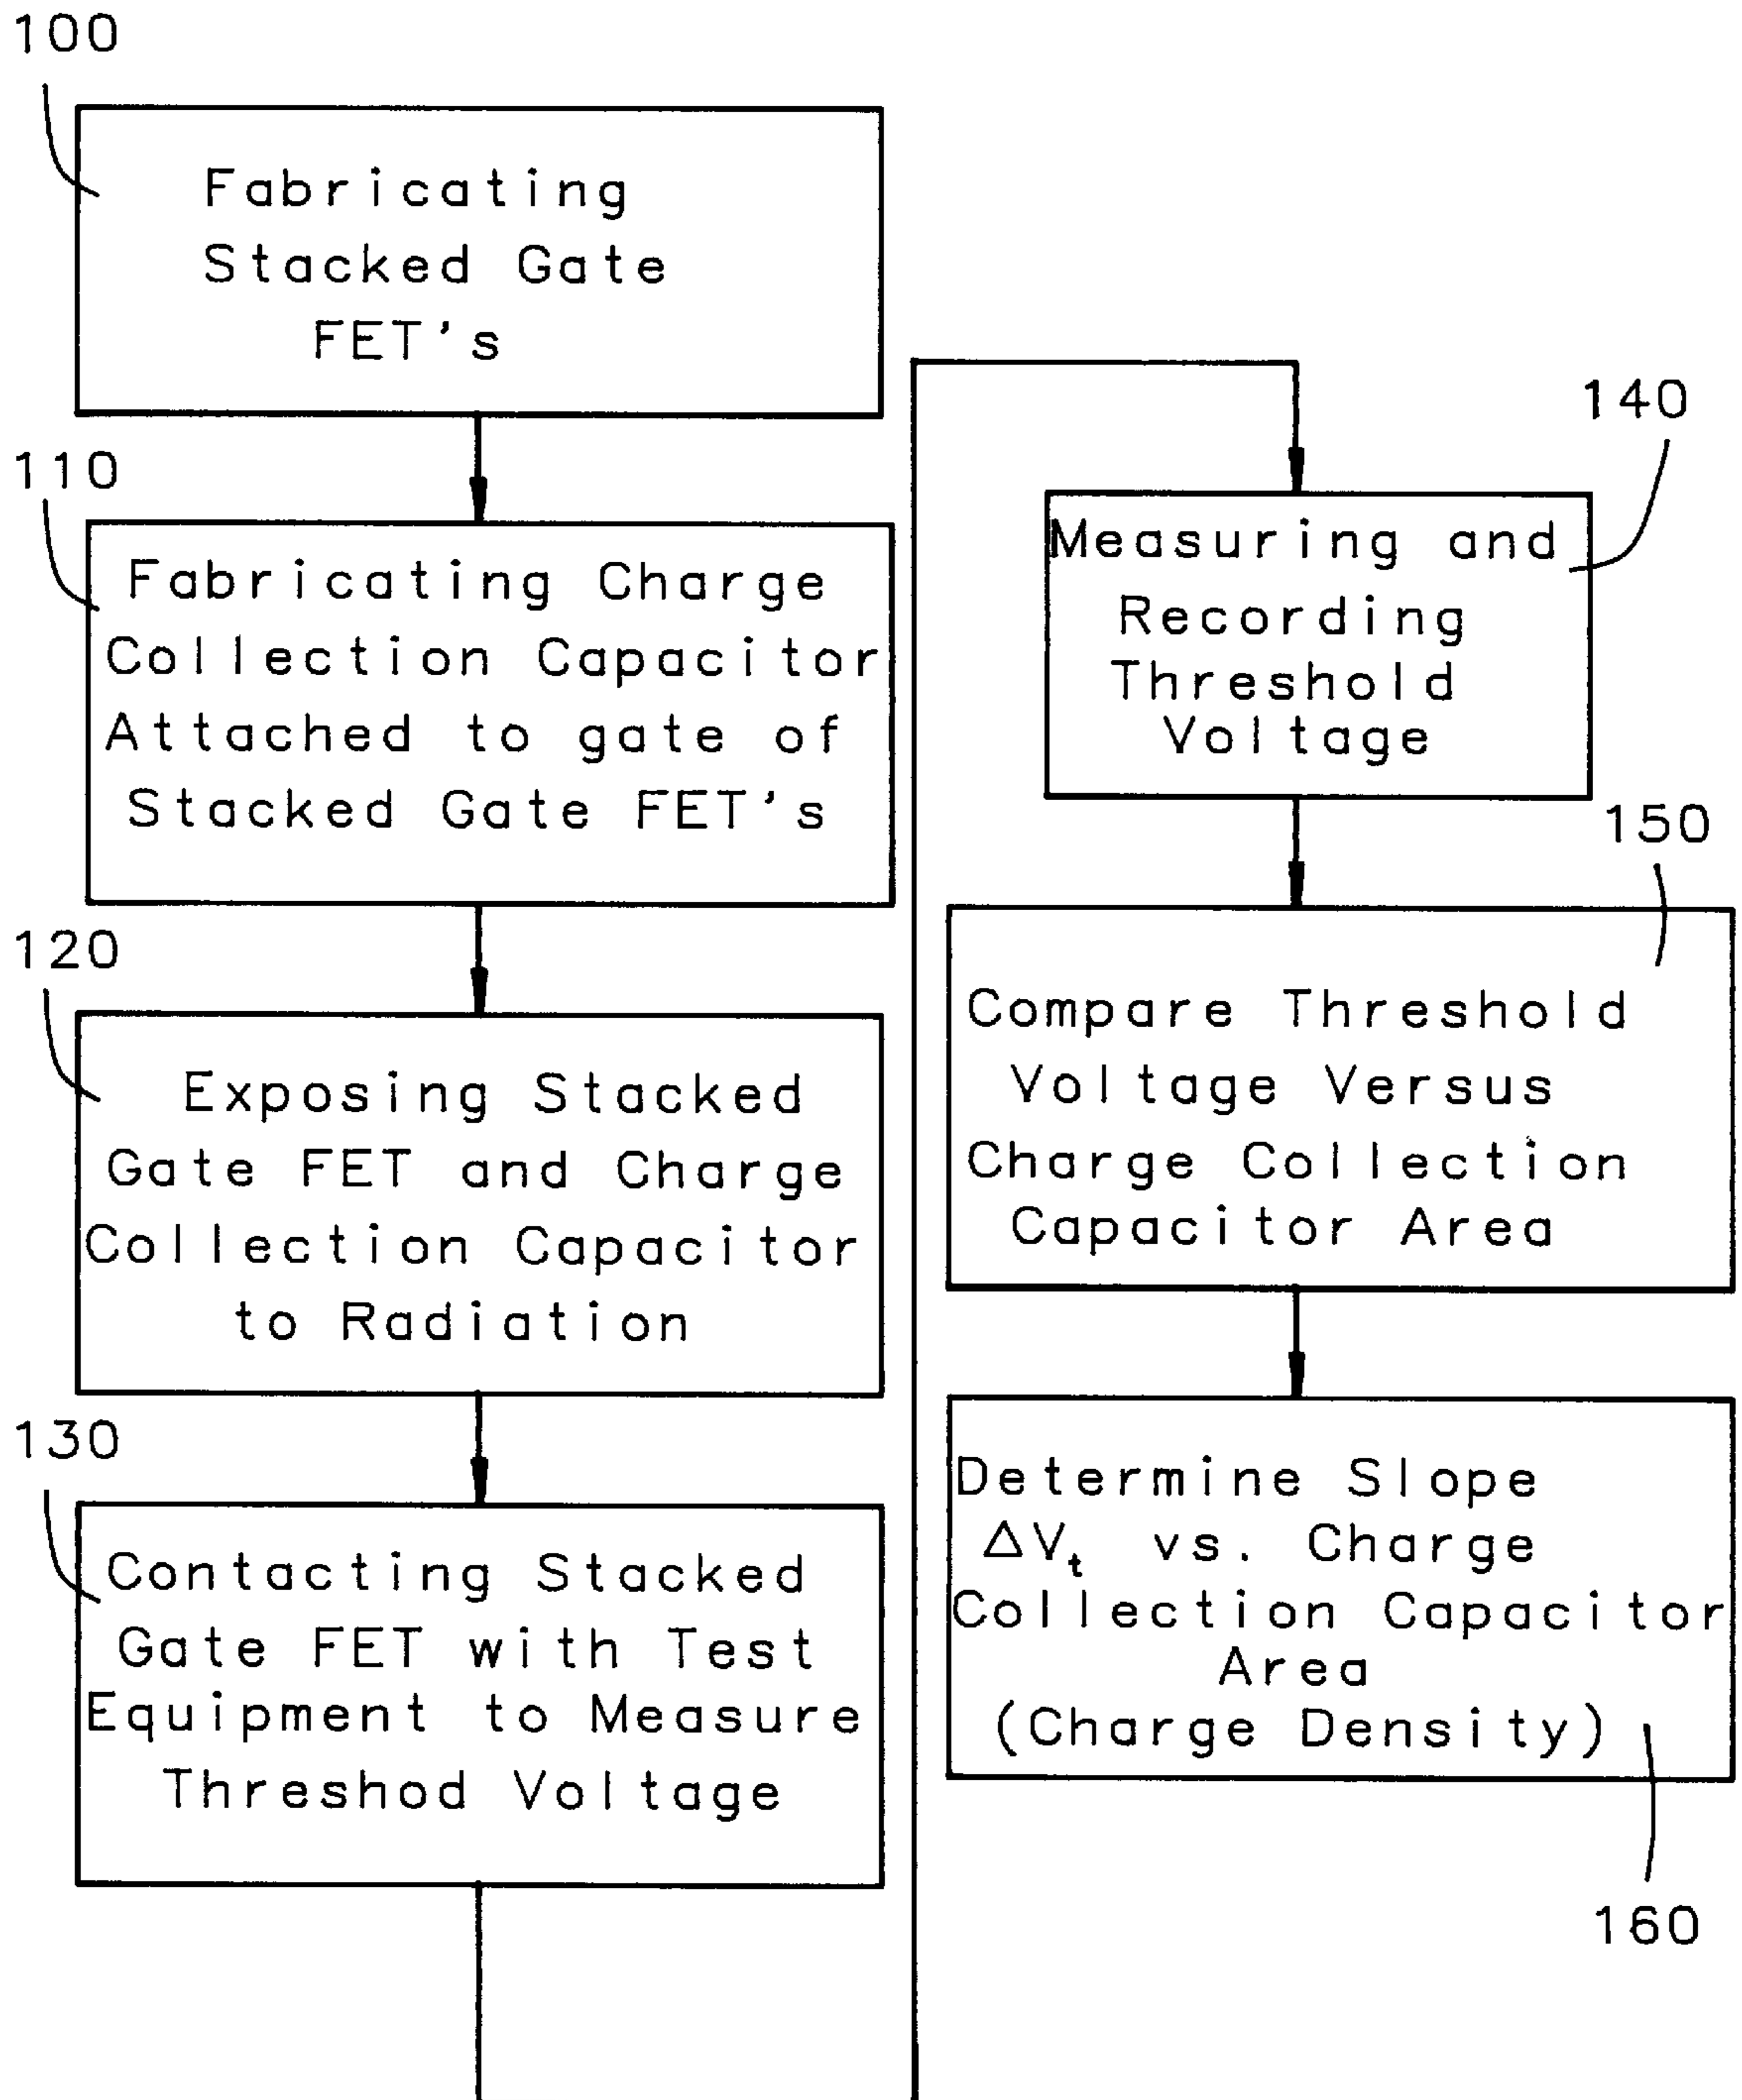 100
Fabricating
Stacked Gate
FET's
110
Fabricating Charge
Collection Capacitor
Attached to gate of
Stacked Gate FET's
120
Exposing Stacked
Gate FET and Charge
Collection Capacitor
to Radiation
130
Contacting Stacked
Gate FET with Test
Equipment to Measure
Threshod Voltage
140
Measuring and
Recording
Threshold
Voltage
150
Compare Threshold
Voltage Versus
Charge Collection
Capacitor Area
Determine Slope
ΔVt vs. Charge
Collection Capacitor
Area
(Charge Density)
160